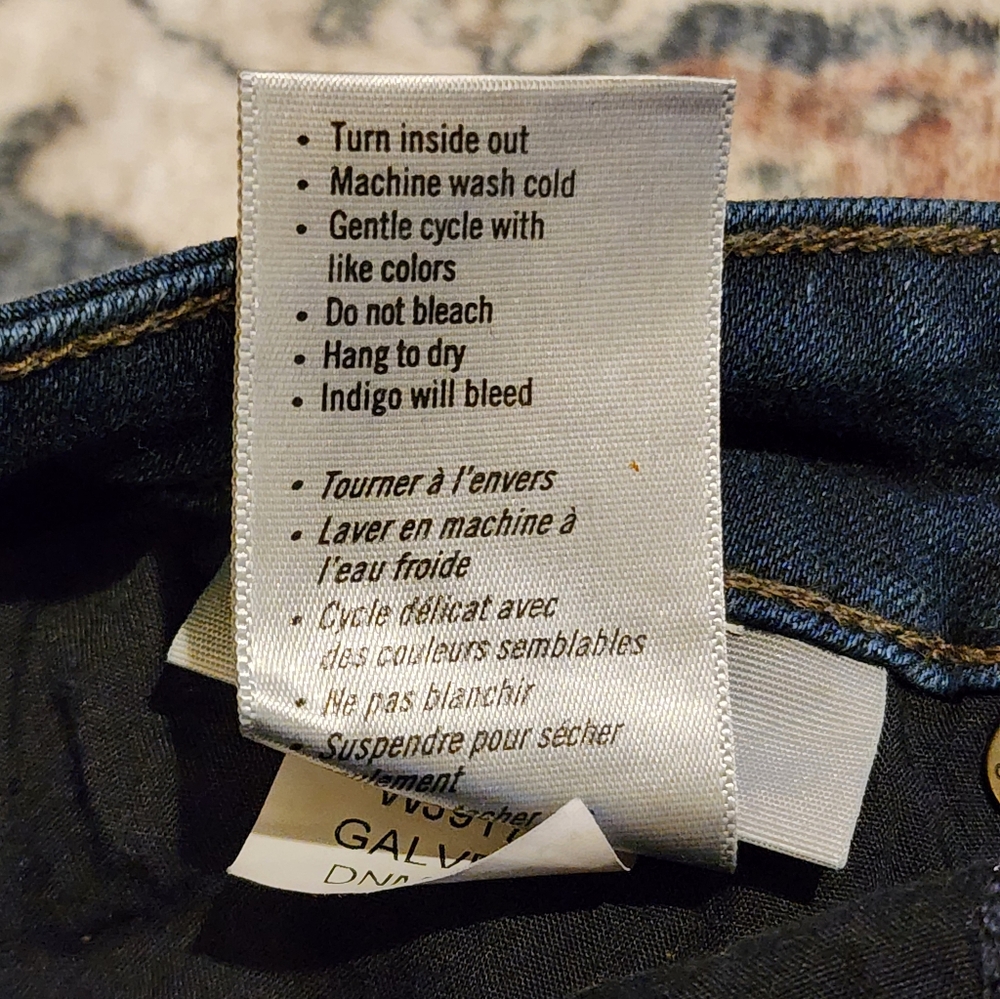 • Turn inside out
• Machine wash cold
• Gentle cycle with
like colors
• Do not bleach
• Hang to dry
• Indigo will bleed
• Tourner à l'envers
• Laver en machine à
l'eau froide
• Cycle délicat avec
des couleurs semblables
• Ne pas blanchir
• Suspendre pour sécher